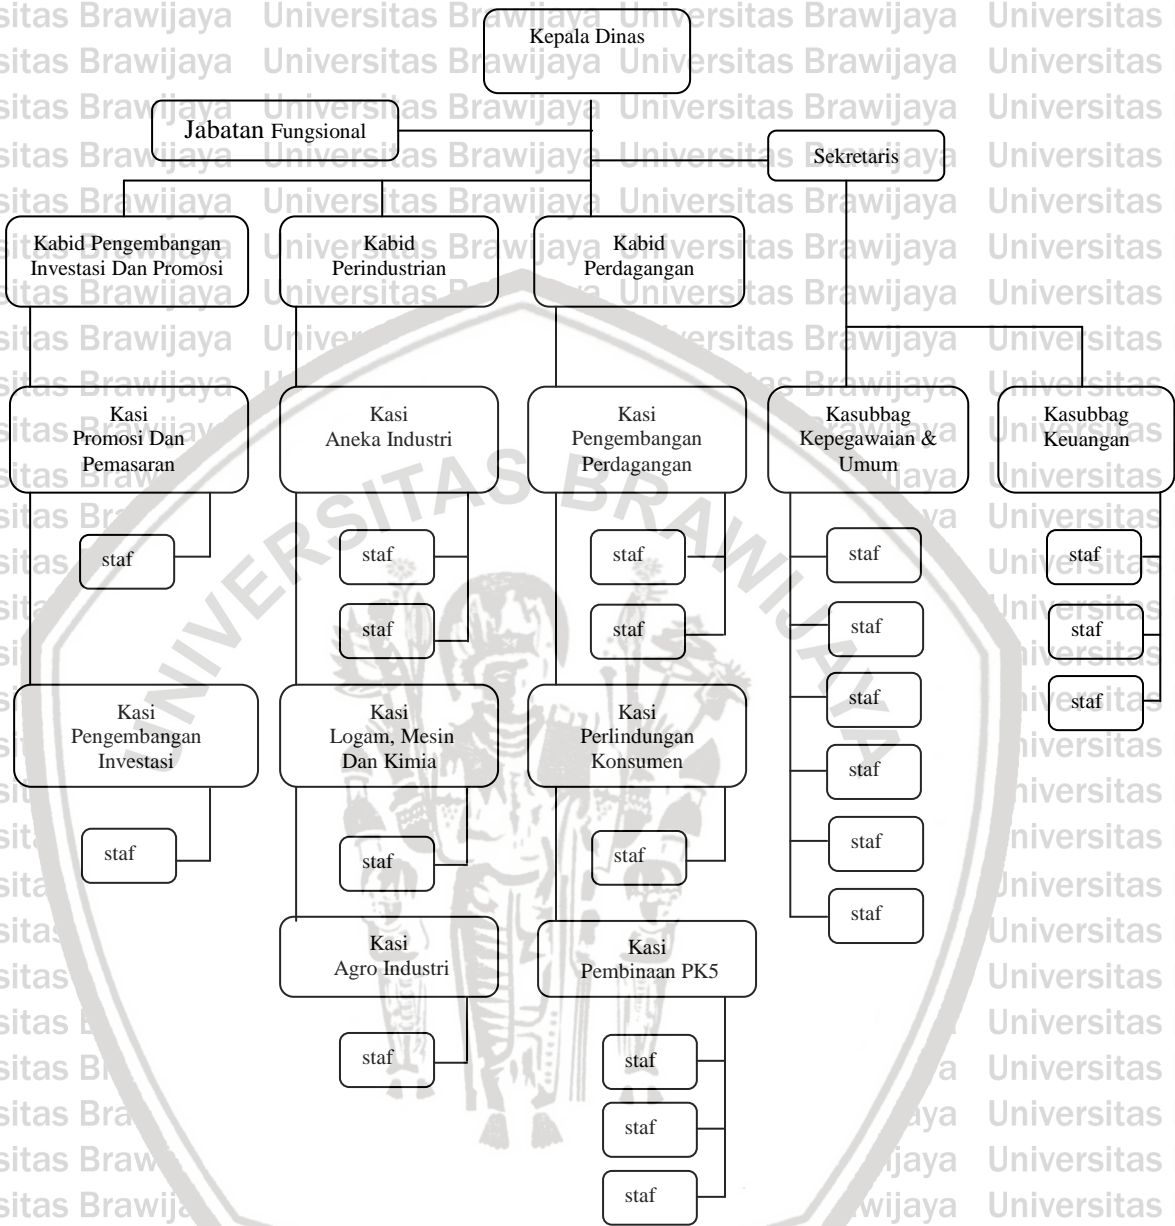 Kepala Dinas
Jabatan Fungsional
Sekretaris
Kabid Pengembangan
Investasi Dan Promosi
Kabid
Perindustrian
Kabid
Perdagangan
Kasi
Promosi Dan
Pemasaran
Kasi
Aneka Industri
Kasi
Pengembangan
Perdagangan
Kasubbag
Kepegawaian &
Umum
Kasubbag
Keuangan
staf
staf
staf
staf
staf
staf
staf
staf
staf
Kasi
Pengembangan
Investasi
Kasi
Logam, Mesin
Dan Kimia
Kasi
Perlindungan
Konsumen
staf
staf
staf
staf
staf
staf
staf
staf
Kasi
Agro Industri
Kasi
Pembinaan PK5
staf
staf
staf
staf
UNIVERSITAS BRAWIJAYA